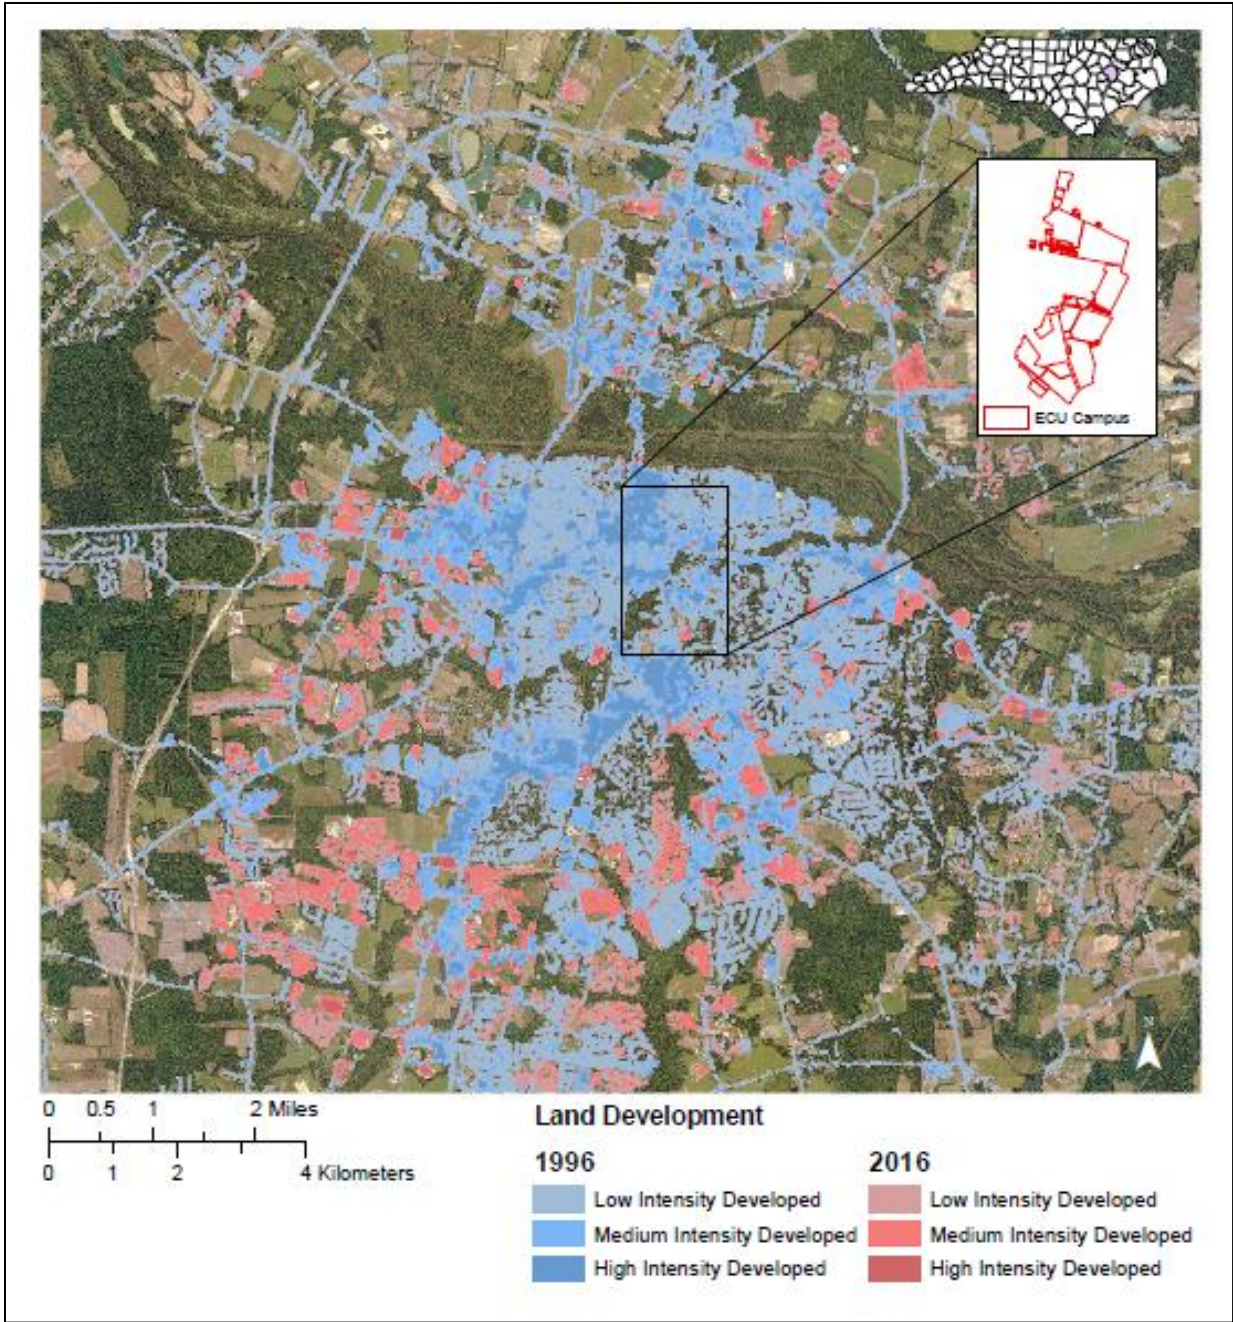 ECU Campus
N
0 0.5 1 2 Miles
0 1 2 4 Kilometers
Land Development
1996
Low Intensity Developed
Medium Intensity Developed
High Intensity Developed
2016
Low Intensity Developed
Medium Intensity Developed
High Intensity Developed